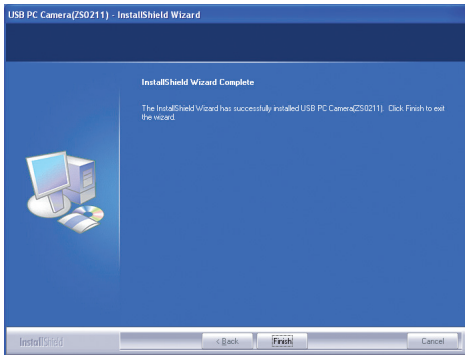 USB PC Camera(ZS0211) - InstallShield Wizard
InstallShield Wizard Complete
The InstallShield Wizard has successfully installed USB PC Camera(ZS0211). Click Finish to exit
the wizard.
InstallShield
< Back
Finish
Cancel